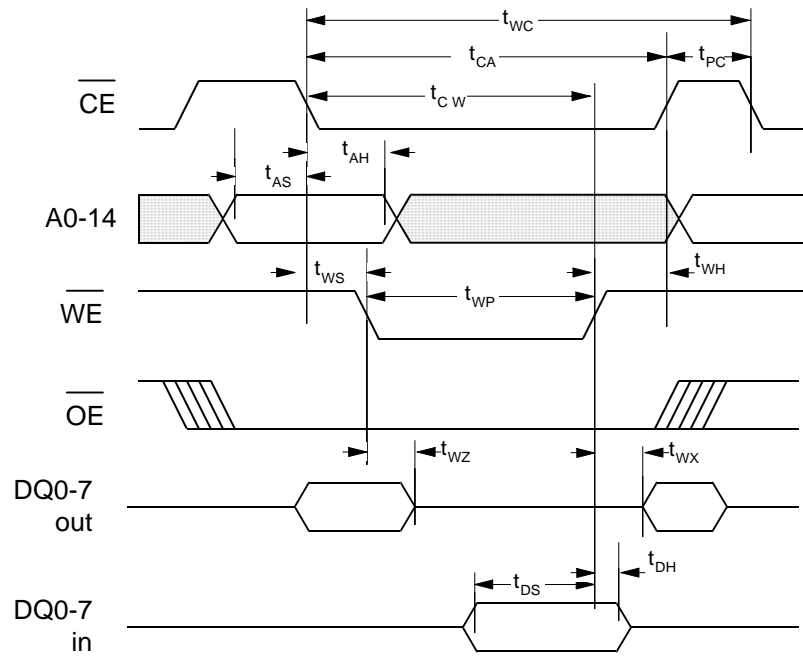 tWC
tCA
tPC
CE
tC W
tAH
tAS
A0-14
tWS
tWH
WE
tWP
OE
tWZ
tWX
DQ0-7
out
tDH
tDS
DQ0-7
in